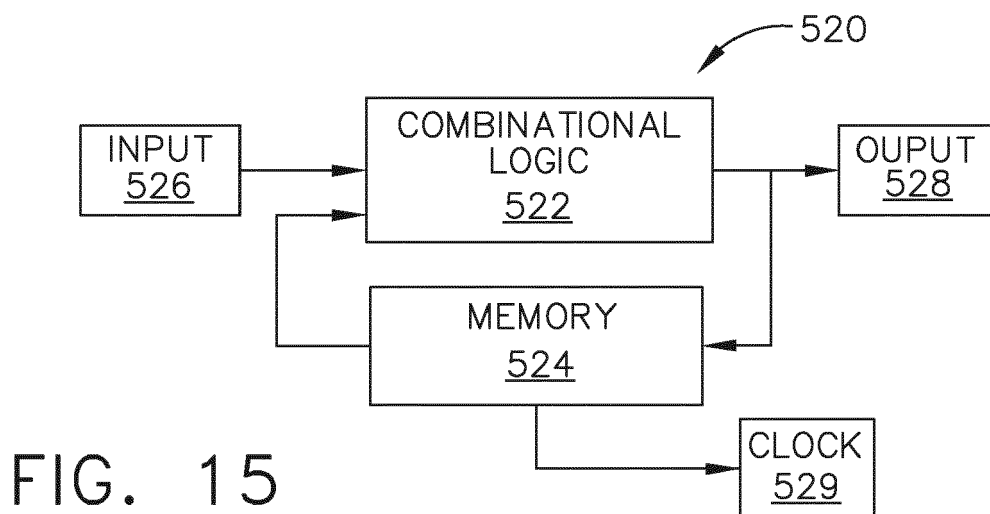 520
INPUT
526
COMBINATIONAL
LOGIC
522
OUPUT
528
MEMORY
524
CLOCK
529
FIG. 15